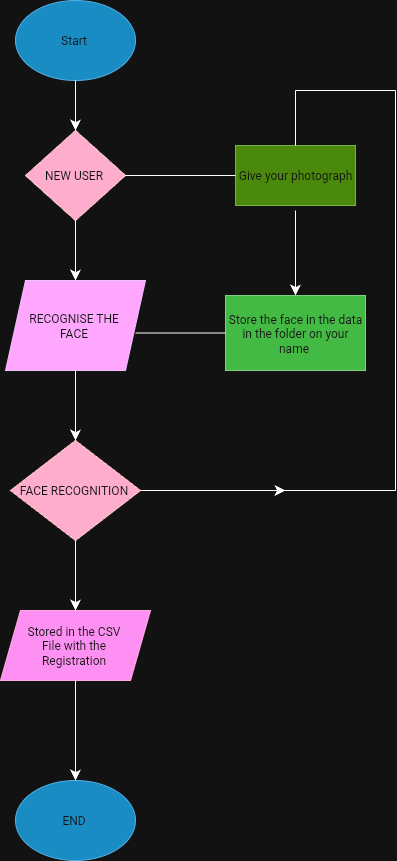 Start
NEW USER
Give your photograph
RECOGNISE THE
FACE
Store the face in the data
in the folder on your
name
FACE RECOGNITION
Stored in the CSV
File with the
Registration
END